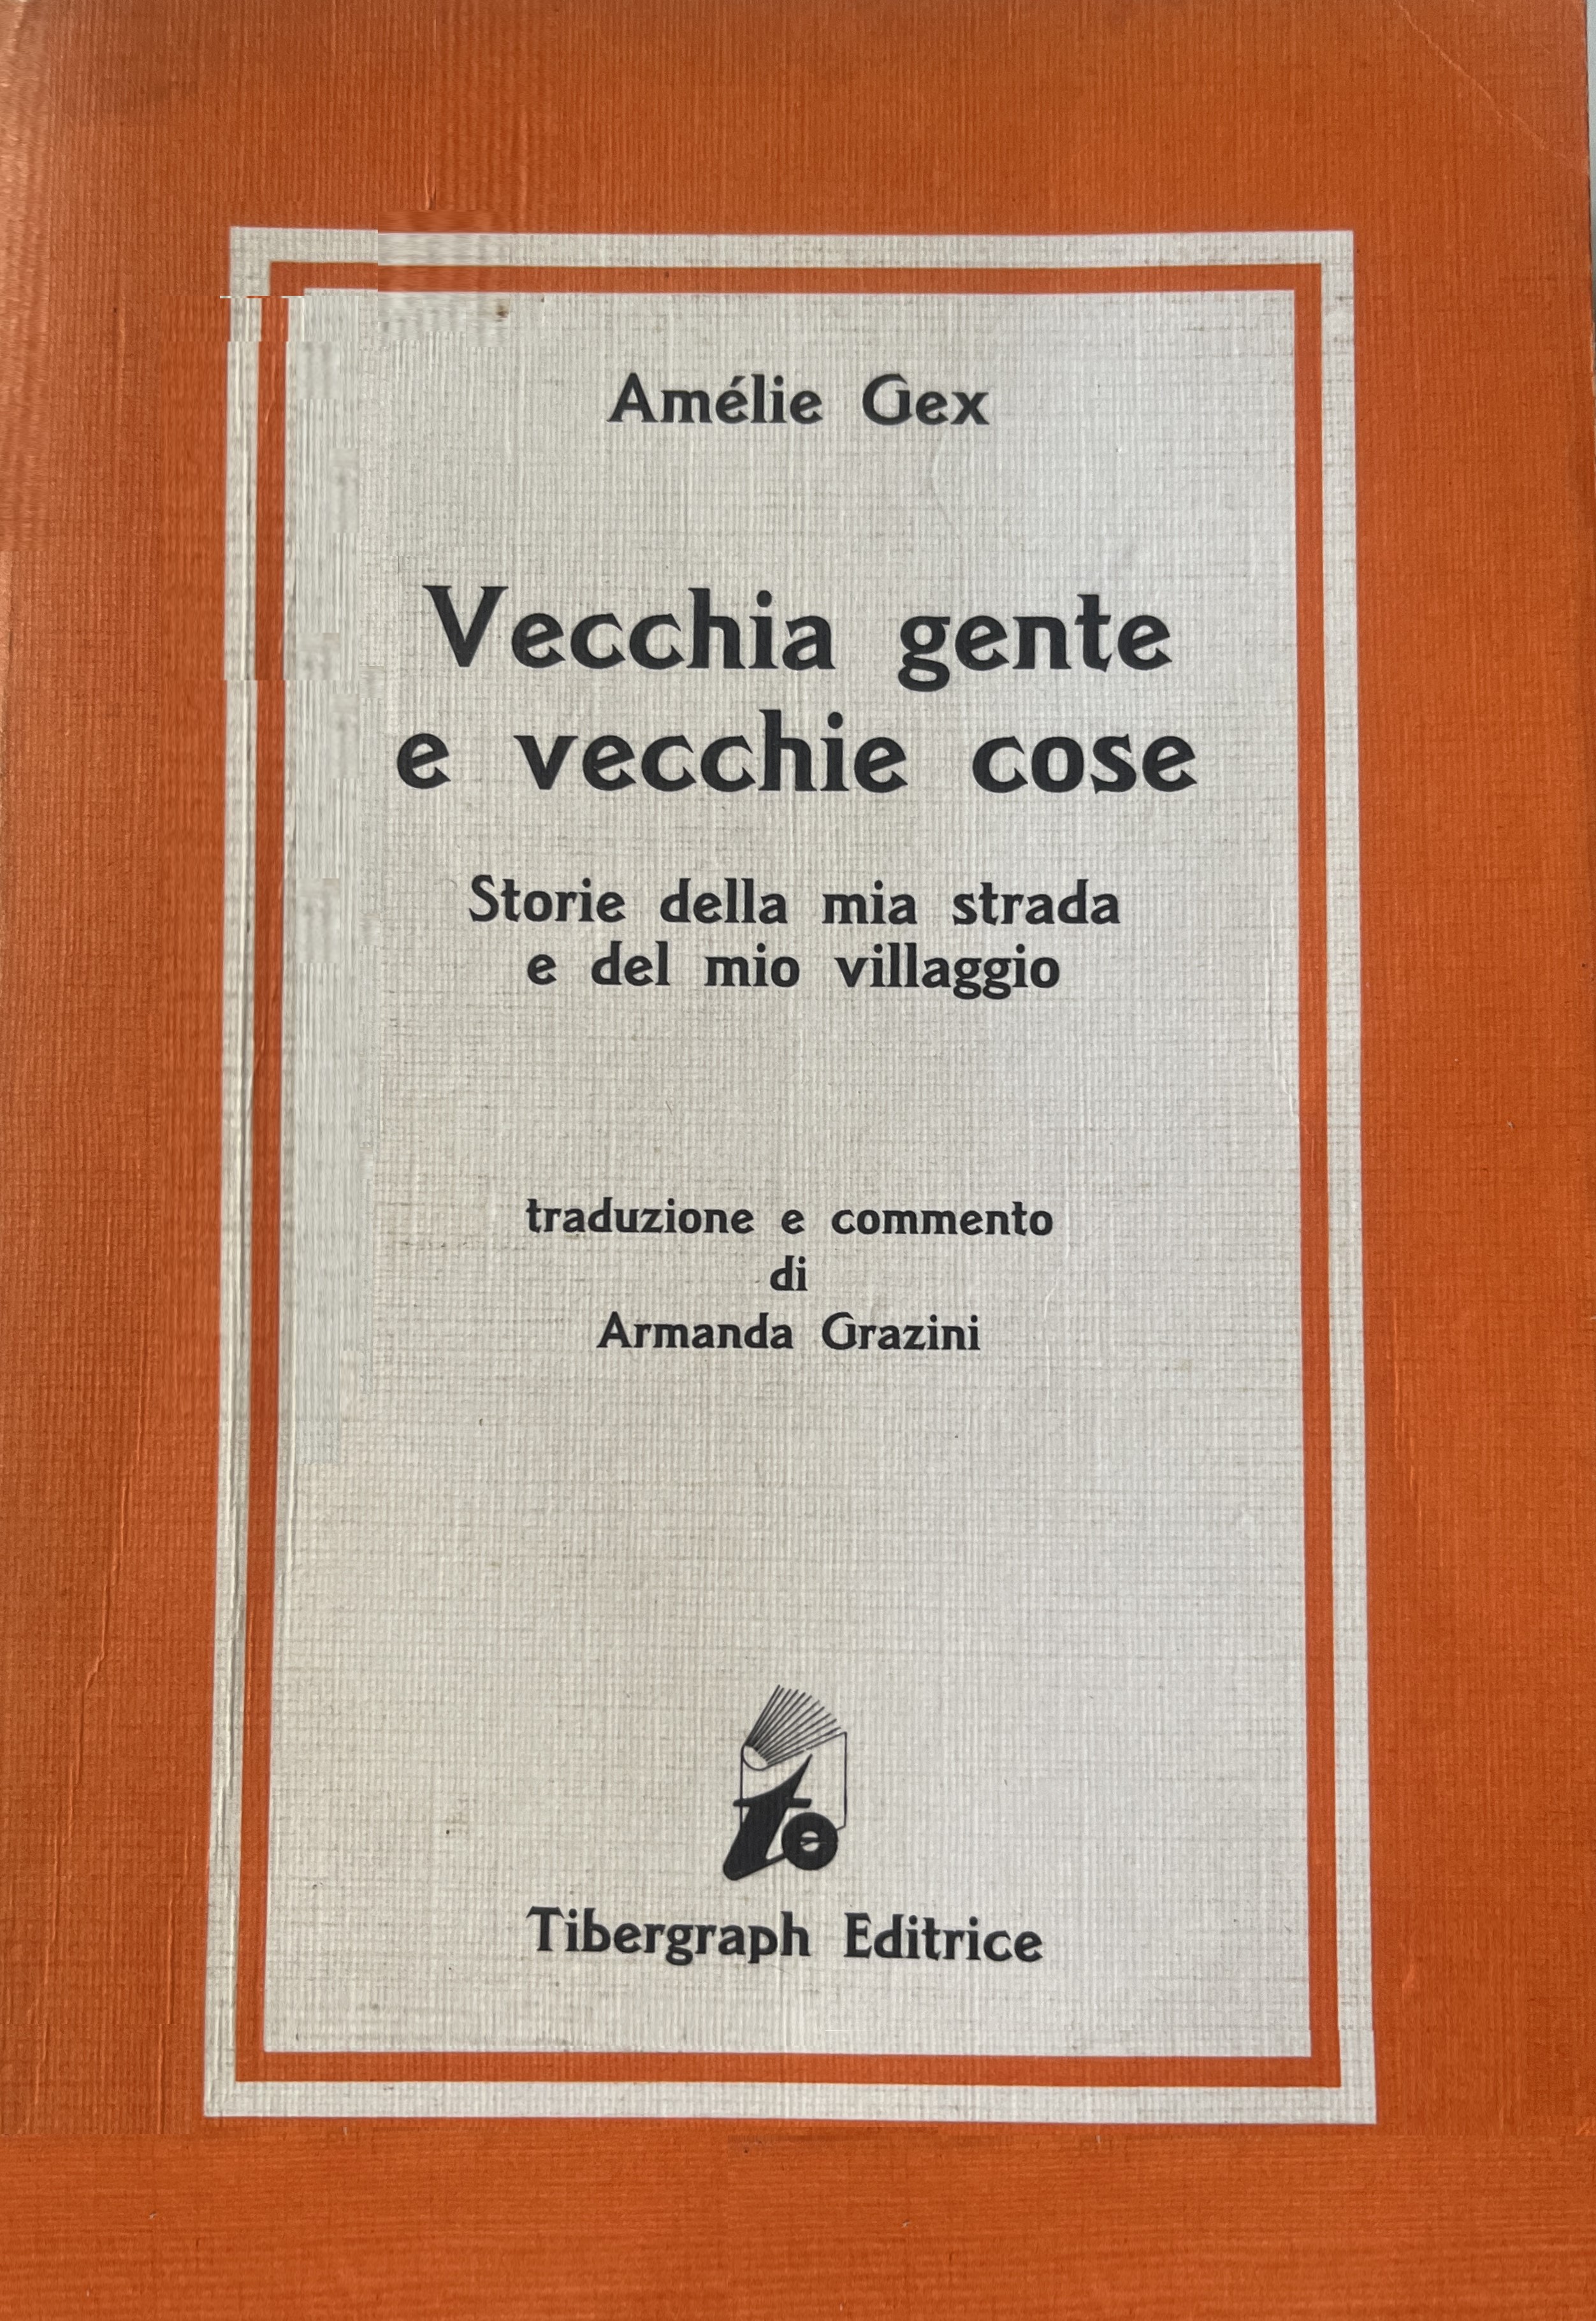 Amélie Gex
Vecchia gente
e vecchie cose
Storie della mia strada
e del mio villaggio
traduzione e commento
di
Armanda Grazini
te
Tibergraph Editrice